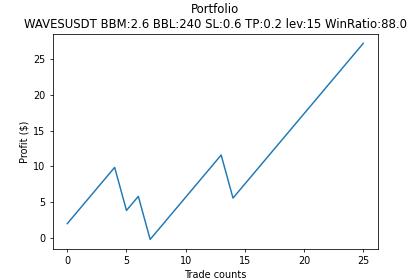 Portfolio
WAVESUSDT BBM:2.6 BBL:240 SL:0.6 TP:0.2 lev:15 WinRatio:88.0
25
20
15
10
5
0
Profit ($)
0 5 10 15 20 25
Trade counts